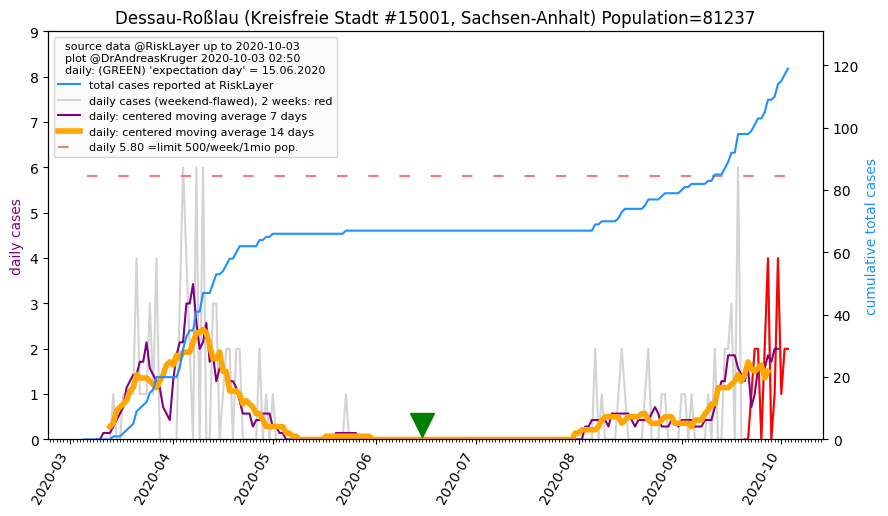 Dessau-Roßlau (Kreisfreie Stadt #15001, Sachsen-Anhalt) Population=81237
source data @RiskLayer up to 2020-10-03
plot @DrAndreasKruger 2020-10-03 02:50
daily: (GREEN) 'expectation day' = 15.06.2020
total cases reported at RiskLayer
daily cases (weekend-flawed), 2 weeks: red
daily: centered moving average 7 days
daily: centered moving average 14 days
daily 5.80 =limit 500/week/1mio pop.
daily cases
9
8
7
6
5
4
3
2
1
0
cumulative total cases
120
100
80
60
40
20
0
2020-03
2020-04
2020-05
2020-06
2020-07
2020-08
2020-09
2020-10